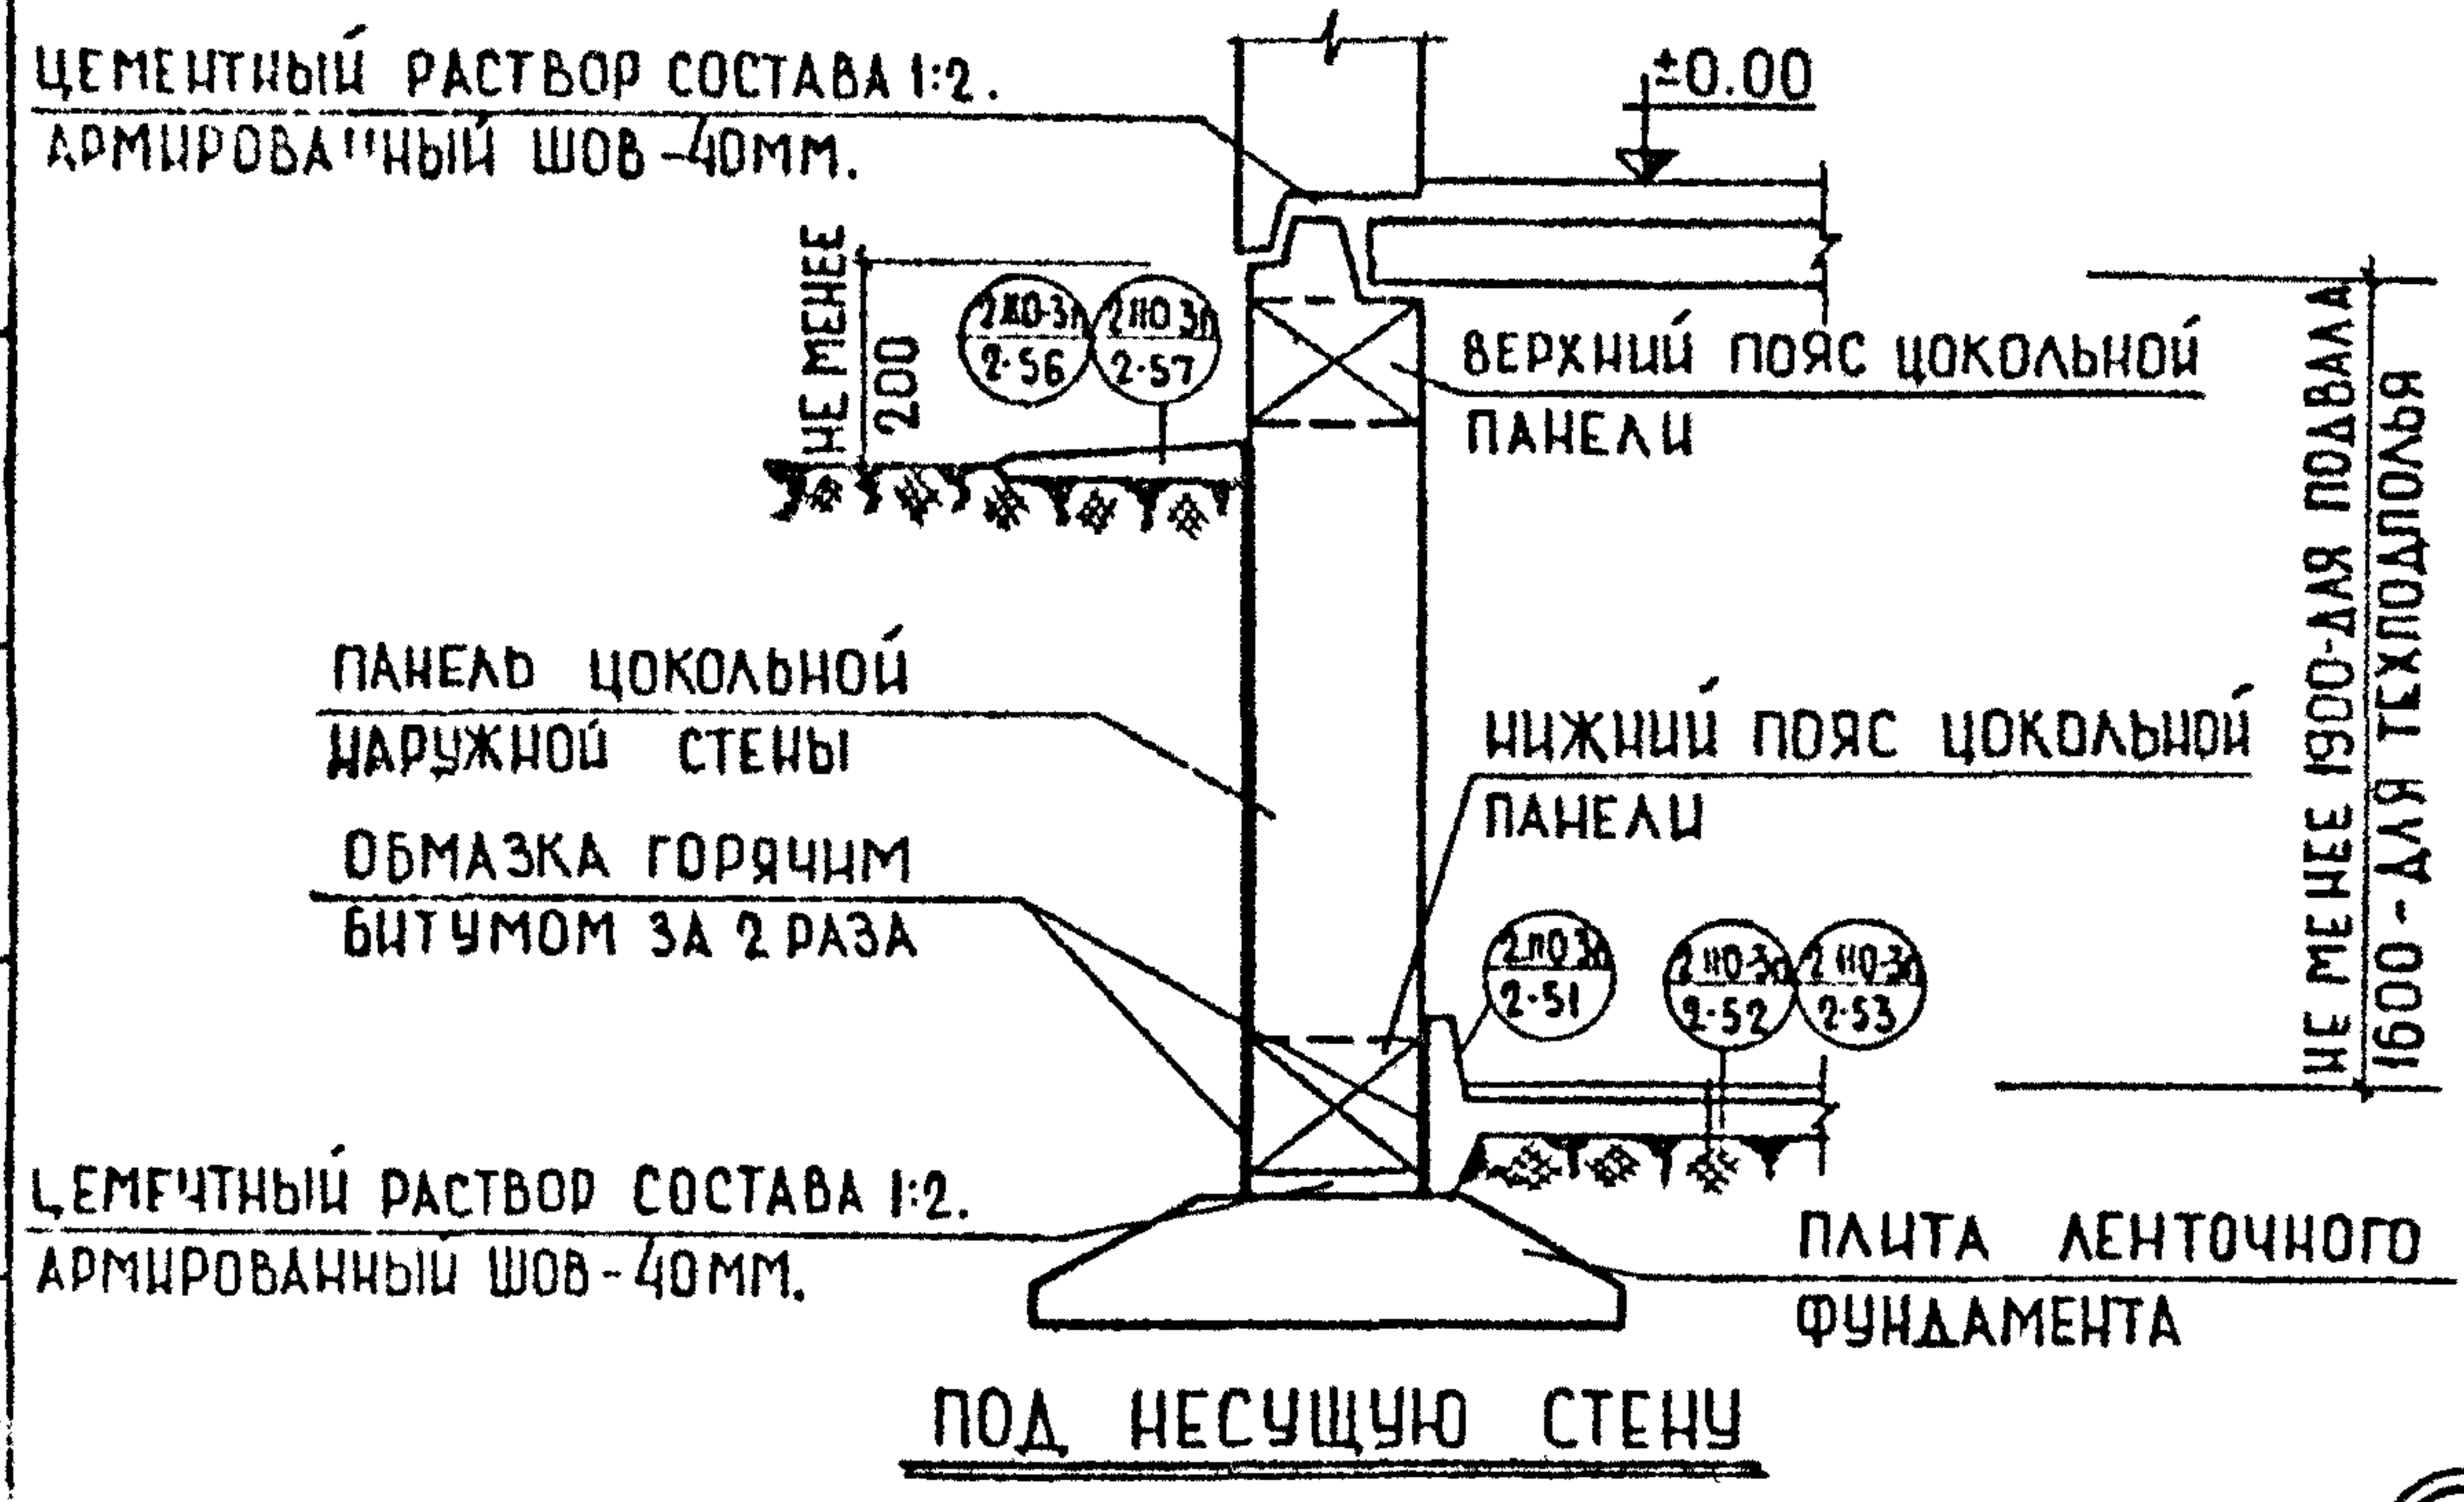 ЦЕМЕНТНЫЙ РАСТВОР СОСТАВА 1:2.
АРМИРОВАННЫЙ ШОВ-40ММ.
±0.00
НЕ МЕНЕЕ
200
2.56
2.57
ВЕРХНИЙ ПОЯС ЦОКОЛЬНОЙ
ПАНЕЛИ
НЕ МЕНЕЕ 1900-ДЛЯ ПОДВАЛА
1600-ДЛЯ ТЕХПОДПОЛЬЯ
ПАНЕЛЬ ЦОКОЛЬНОЙ
НАРУЖНОЙ СТЕНЫ
НИЖНИЙ ПОЯС ЦОКОЛЬНОЙ
ПАНЕЛИ
ОБМАЗКА ГОРЯЧИМ
БИТУМОМ ЗА 2 РАЗА
2.51
2.52
2.53
ЦЕМЕНТНЫЙ РАСТВОР СОСТАВА 1:2.
АРМИРОВАННЫЙ ШОВ-40ММ.
ПЛИТА ЛЕНТОЧНОГО
ФУНДАМЕНТА
ПОД НЕСУЩУЮ СТЕНУ